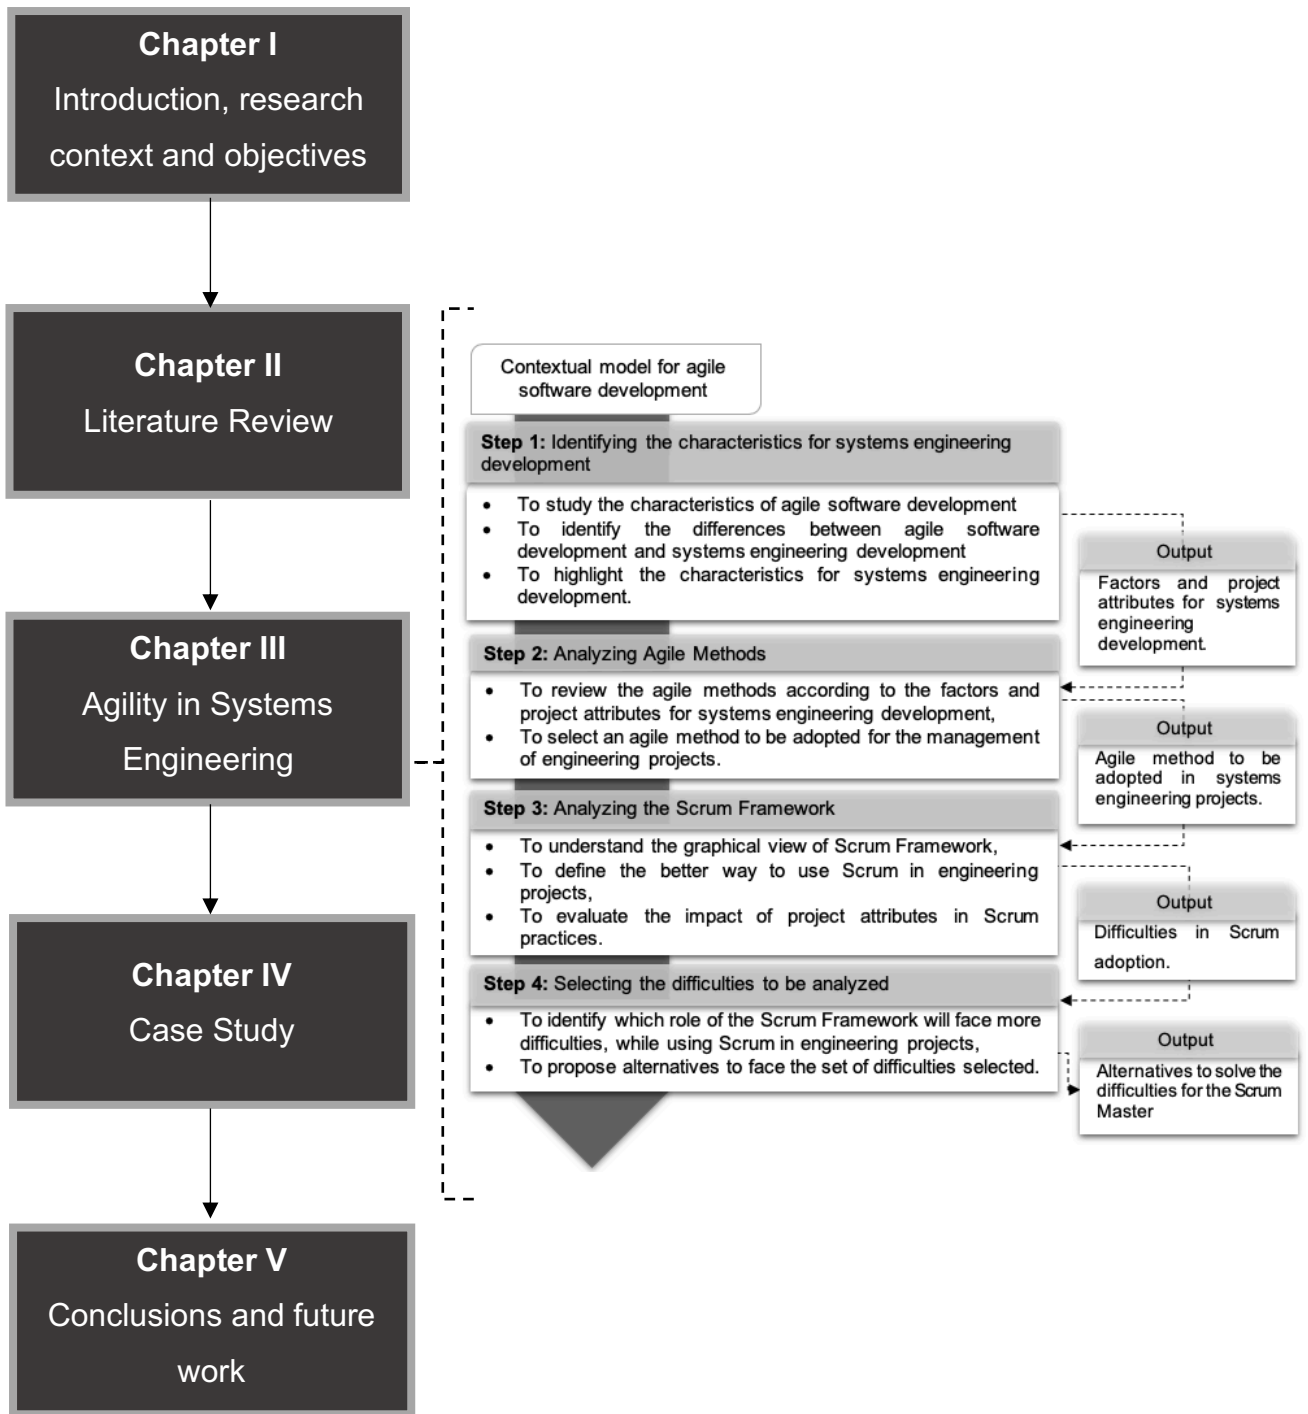 Chapter I
Introduction, research
context and objectives
Chapter II
Literature Review
Chapter III
Agility in Systems
Engineering
Chapter IV
Case Study
Chapter V
Conclusions and future
work
Contextual model for agile
software development
Step 1: Identifying the characteristics for systems engineering
development
• To study the characteristics of agile software development
• To identify the differences between agile software
development and systems engineering development
• To highlight the characteristics for systems engineering
development.
Output
Factors and project
attributes for systems
engineering
development.
Step 2: Analyzing Agile Methods
• To review the agile methods according to the factors and
project attributes for systems engineering development,
• To select an agile method to be adopted for the management
of engineering projects.
Output
Agile method to be
adopted in systems
engineering projects.
Step 3: Analyzing the Scrum Framework
• To understand the graphical view of Scrum Framework,
• To define the better way to use Scrum in engineering
projects,
• To evaluate the impact of project attributes in Scrum
practices.
Output
Difficulties in Scrum
adoption.
Step 4: Selecting the difficulties to be analyzed
• To identify which role of the Scrum Framework will face more
difficulties, while using Scrum in engineering projects,
• To propose alternatives to face the set of difficulties selected.
Output
Alternatives to solve the
difficulties for the Scrum
Master